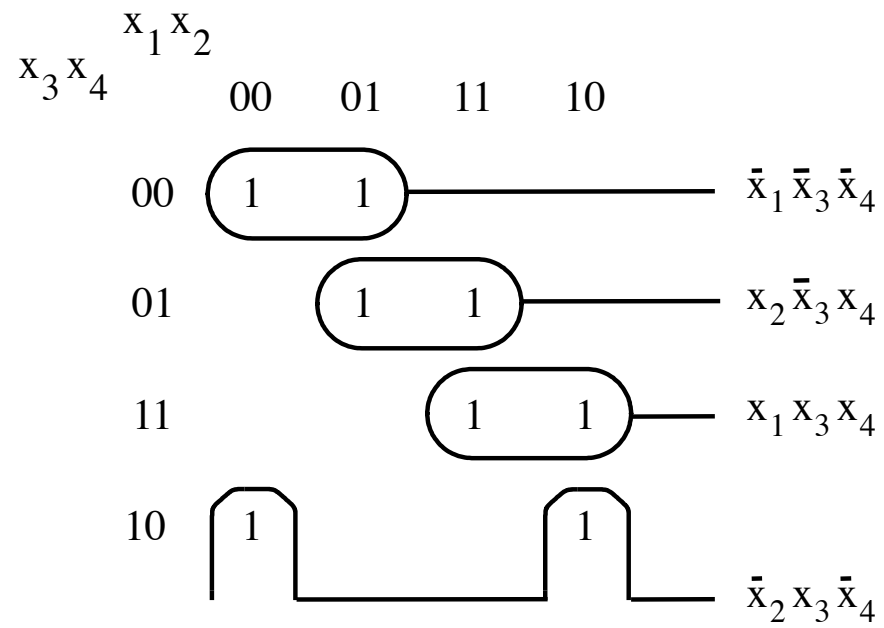 x₁x₂
x₃x₄
00 01 11 10
00 1 1 x̄₁x̄₃x̄₄
01 1 1 x₂x̄₃x₄
11 1 1 x₁x₃x₄
10 1 1
x̄₂x₃x̄₄